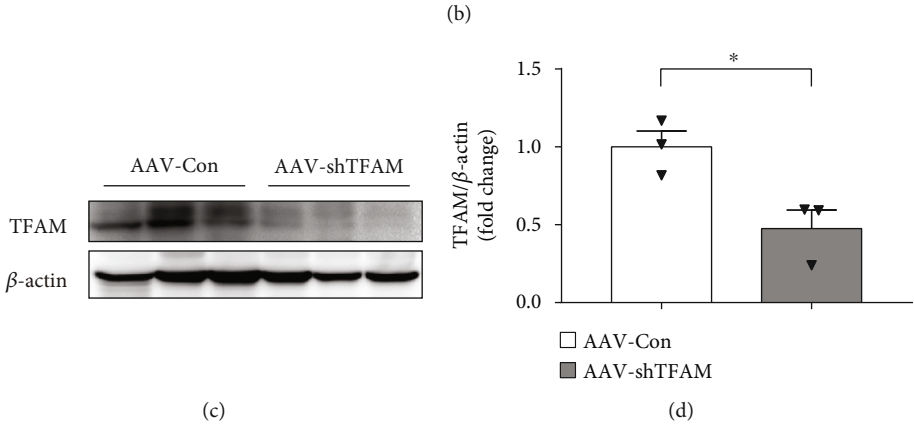 (b)
AAV-Con AAV-shTFAM
TFAM
β-actin
TFAM/β-actin
(fold change)
1.5
1.0
0.5
0.0
*
AAV-Con
AAV-shTFAM
(c)
(d)